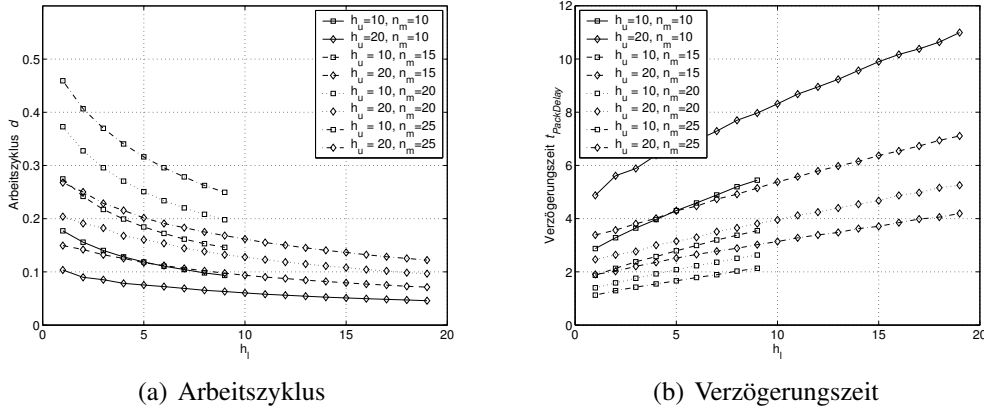 0.6
0.5
0.4
0.3
0.2
0.1
0
Arbeitszyklus d
0 5 10 15 20
h_l
h_u=10, n_m=10
h_u=20, n_m=10
h_u = 10, n_m=15
h_u = 20, n_m=15
h_u = 10, n_m=20
h_u = 20, n_m=20
h_u = 10, n_m=25
h_u = 20, n_m=25
(a) Arbeitszyklus
12
10
8
6
4
2
0
Verzögerungszeit t_PackDelay
0 5 10 15 20
h_l
h_u=10, n_m=10
h_u=20, n_m=10
h_u = 10, n_m=15
h_u = 20, n_m=15
h_u = 10, n_m=20
h_u = 20, n_m=20
h_u = 10, n_m=25
h_u = 20, n_m=25
(b) Verzögerungszeit